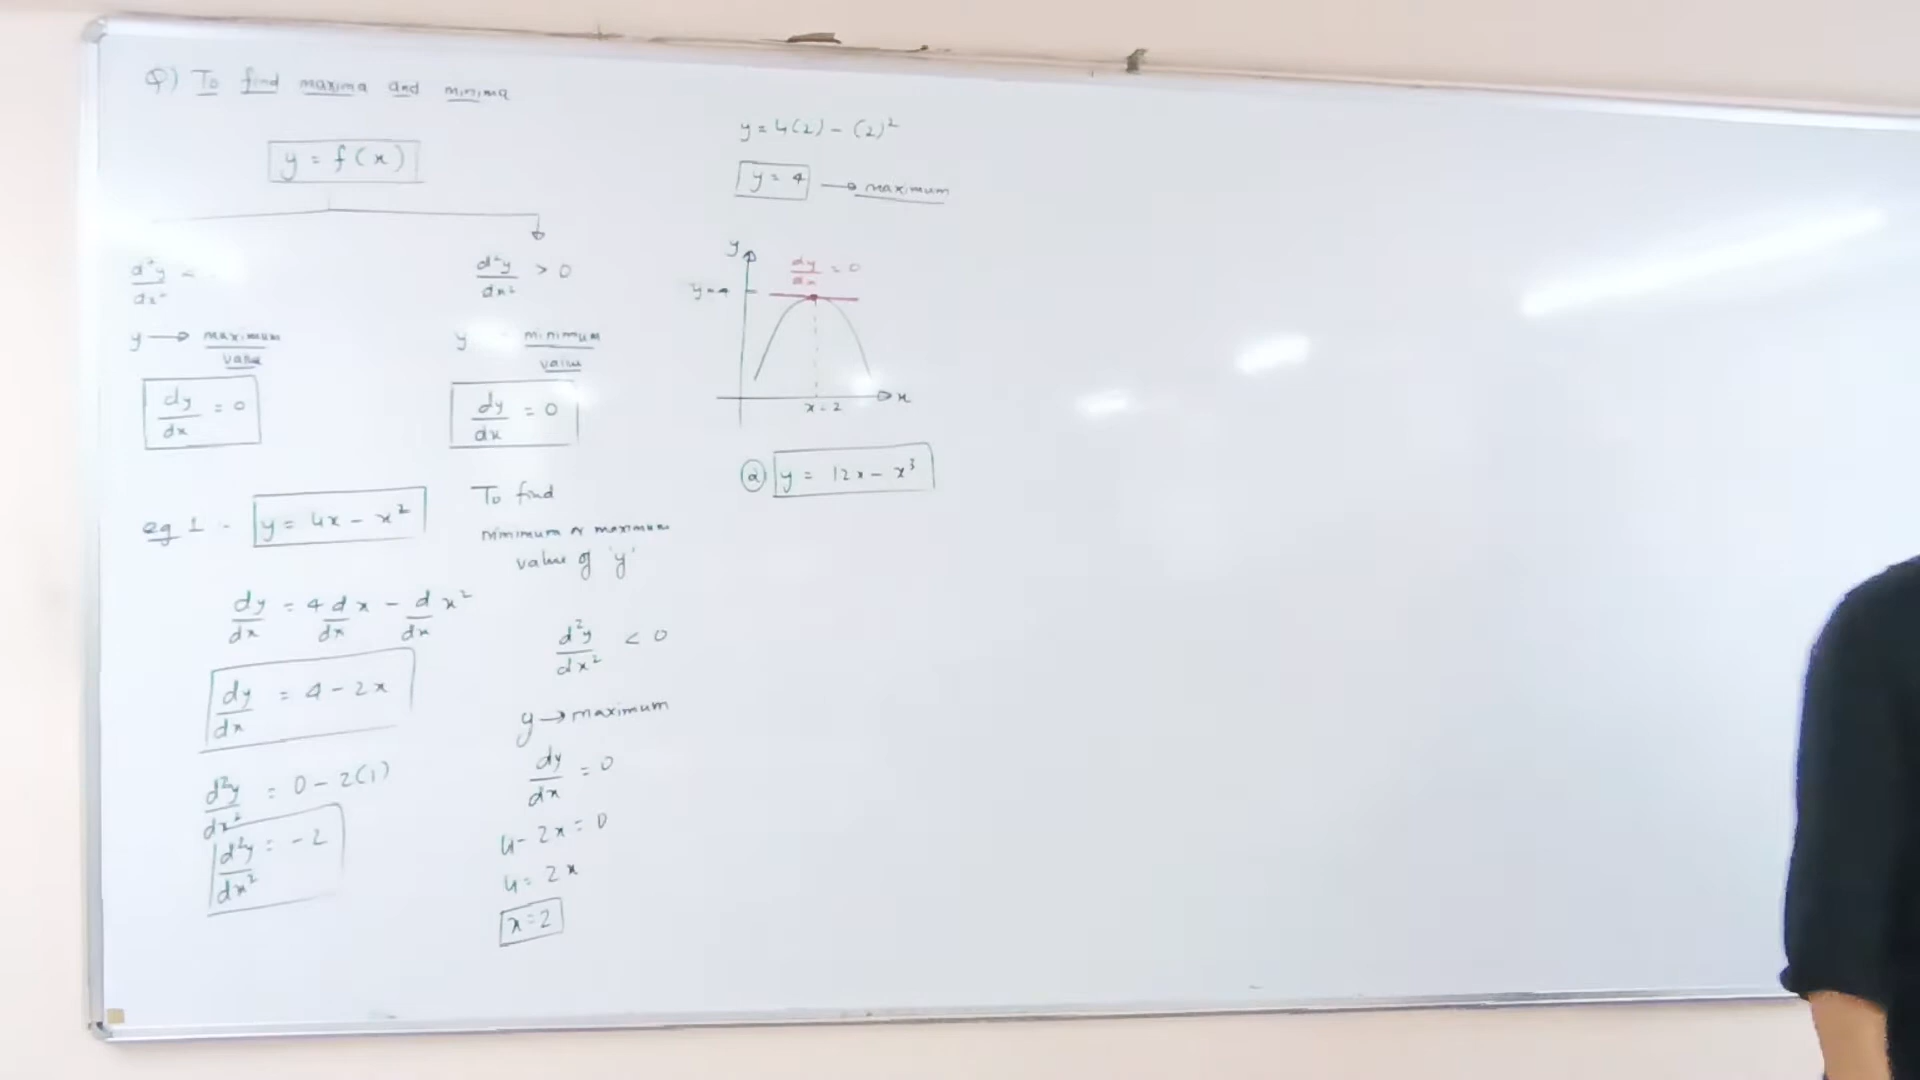 Q) To find maxima and minima
y = f(x)
d²y/dx² <
d²y/dx² > 0
y → maximum value
y minimum value
dy/dx = 0
dy/dx = 0
eg 1 - y = 4x - x²
To find
minimum or maximum
value of 'y'
dy/dx = 4 d/dx x - d/dx x²
dy/dx = 4 - 2x
d²y/dx² = 0 - 2(1)
d²y/dx² = -2
d²y/dx² < 0
y → maximum
dy/dx = 0
4 - 2x = 0
4 = 2x
x = 2
y = 4(2) - (2)²
y = 4 → maximum
y
dy/dx = 0
y = 4
x
x = 2
② y = 12x - x³